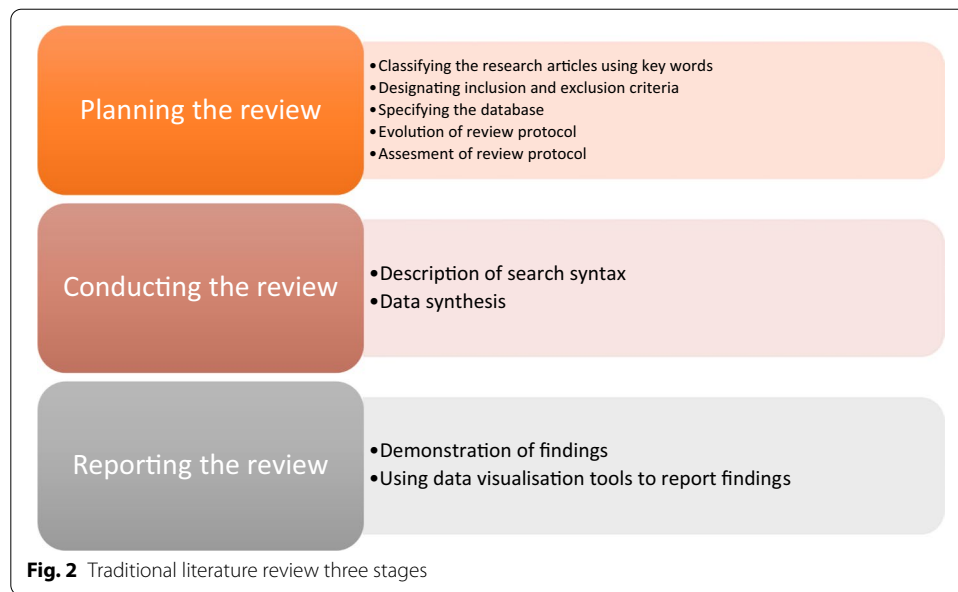 Planning the review
•Classifying the research articles using key words
•Designating inclusion and exclusion criteria
•Specifying the database
•Evolution of review protocol
•Assesment of review protocol
Conducting the review
•Description of search syntax
•Data synthesis
Reporting the review
•Demonstration of findings
•Using data visualisation tools to report findings
Fig. 2 Traditional literature review three stages